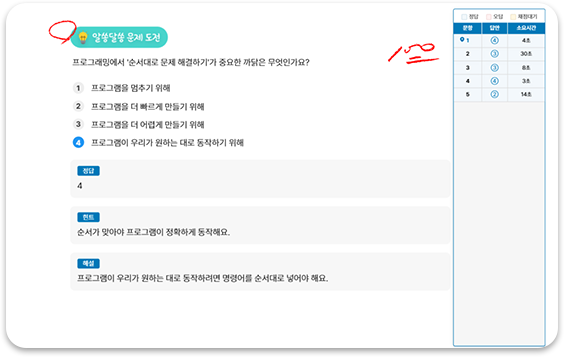 알쏭달쏭 문제 도전
100
프로그래밍에서 '순서대로 문제 해결하기'가 중요한 까닭은 무엇인가요?
1 프로그램을 멈추기 위해
2 프로그램을 더 빠르게 만들기 위해
3 프로그램을 더 어렵게 만들기 위해
4 프로그램이 우리가 원하는 대로 동작하기 위해
정답
4
힌트
순서가 맞아야 프로그램이 정확하게 동작해요.
해설
프로그램이 우리가 원하는 대로 동작하려면 명령어를 순서대로 넣어야 해요.
정답 오답 채점대기
문항 답안 소요시간
1 ④ 4초
2 ③ 30초
3 ③ 8초
4 ④ 3초
5 ② 14초